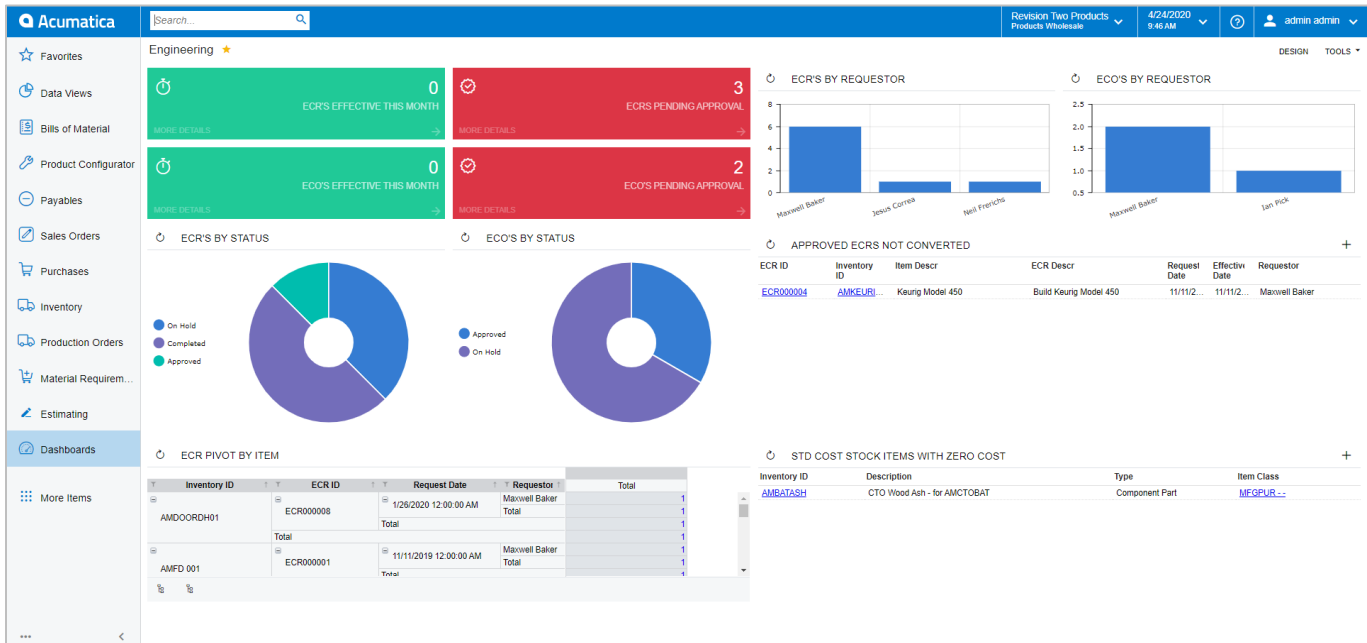 Acumatica
Search...
Revision Two Products
Products Wholesale
4/24/2020
9:46 AM
admin admin
Favorites
Data Views
Bills of Material
Product Configurator
Payables
Sales Orders
Purchases
Inventory
Production Orders
Material Requirem...
Estimating
Dashboards
More Items
Engineering
DESIGN TOOLS
0
ECR'S EFFECTIVE THIS MONTH
MORE DETAILS
3
ECRS PENDING APPROVAL
MORE DETAILS
0
ECO'S EFFECTIVE THIS MONTH
MORE DETAILS
2
ECO'S PENDING APPROVAL
MORE DETAILS
ECR'S BY REQUESTOR
8
6
4
2
0
Maxwell Baker Jesus Correa Neil Frerichs
ECO'S BY REQUESTOR
2.5
2.0
1.5
1.0
0.5
Maxwell Baker Ian Pick
ECR'S BY STATUS
On Hold
Completed
Approved
ECO'S BY STATUS
Approved
On Hold
APPROVED ECRS NOT CONVERTED
ECR ID Inventory ID Item Descr ECR Descr Request Date Effectiv Date Requestor
ECR000004 AMKEURI... Keurig Model 450 Build Keurig Model 450 11/11/2... 11/11/2... Maxwell Baker
ECR PIVOT BY ITEM
Inventory ID ECR ID Request Date Requestor Total
AMDOORDH01 ECR000008 1/26/2020 12:00:00 AM Maxwell Baker 1
Total 1
Total 1
Total 1
AMFD 001 ECR000001 11/11/2019 12:00:00 AM Maxwell Baker 1
Total 1
Total 1
STD COST STOCK ITEMS WITH ZERO COST
Inventory ID Description Type Item Class
AMBATASH CTO Wood Ash - for AMCTOBAT Component Part MFGPUR - -